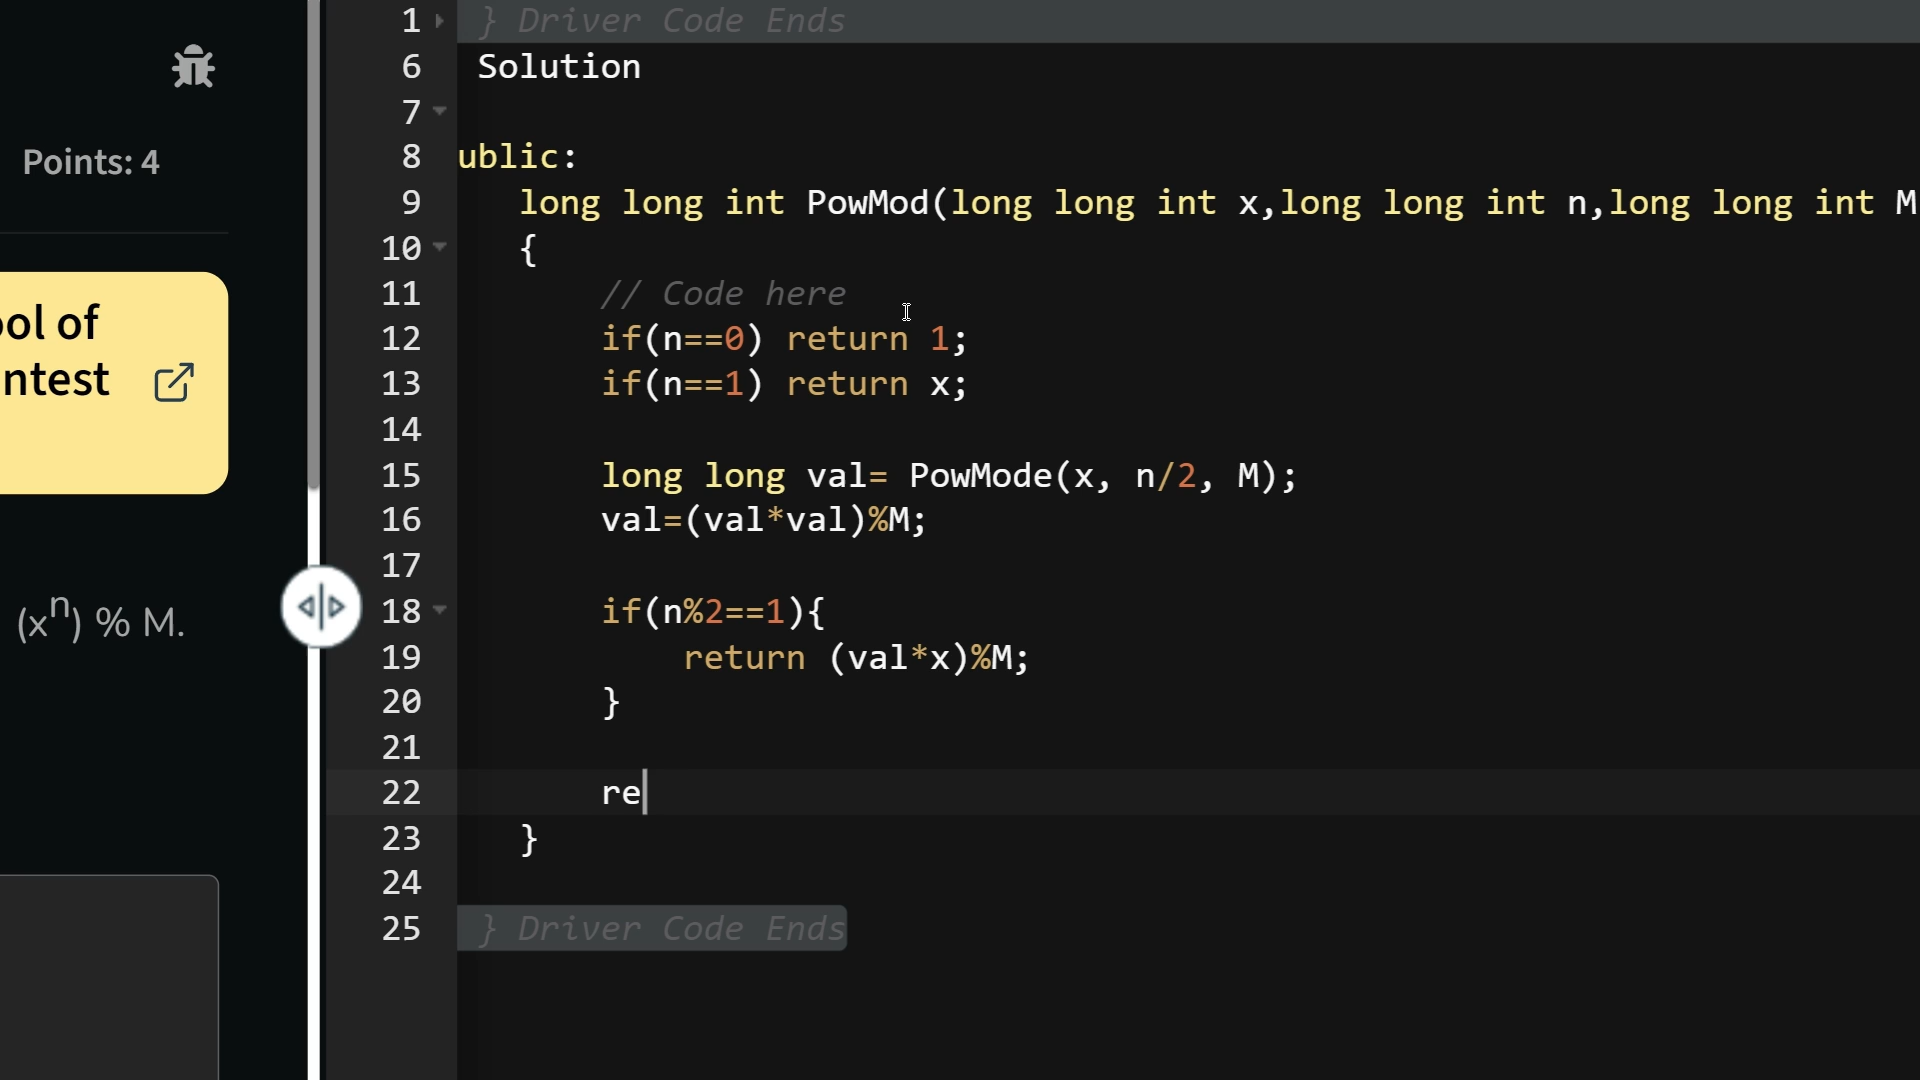 Points: 4
ool of
ntest
(xⁿ) % M.
1 } Driver Code Ends
6 Solution
7
8 ublic:
9 long long int PowMod(long long int x,long long int n,long long int M
10 {
11 // Code here
12 if(n==0) return 1;
13 if(n==1) return x;
14
15 long long val= PowMode(x, n/2, M);
16 val=(val*val)%M;
17
18 if(n%2==1){
19 return (val*x)%M;
20 }
21
22 re
23 }
24
25 } Driver Code Ends